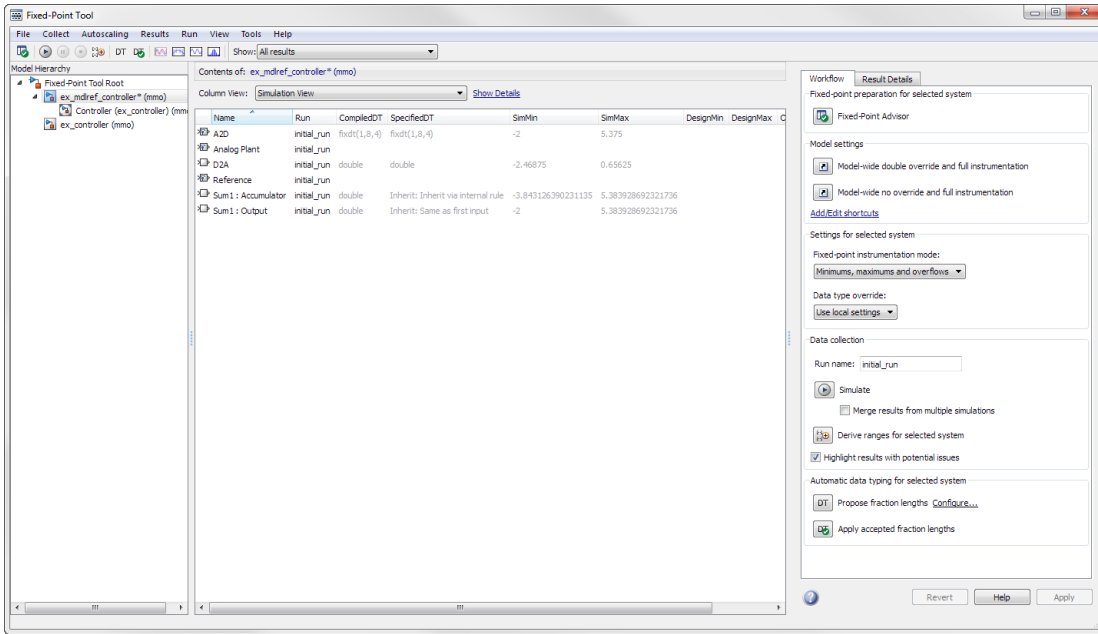 Fixed-Point Tool
File Collect Autoscaling Results Run View Tools Help
DT Show: All results
Model Hierarchy
Fixed-Point Tool Root
ex_mdlref_controller* (mmo)
Controller (ex_controller) (mm
ex_controller (mmo)
Contents of: ex_mdlref_controller* (mmo)
Column View: Simulation View Show Details
Name Run CompiledDT SpecifiedDT SimMin SimMax DesignMin DesignMax
A2D initial_run fixdt(1,8,4) fixdt(1,8,4) -2 5.375
Analog Plant initial_run
D2A initial_run double double -2.46875 0.65625
Reference initial_run
Sum1 : Accumulator initial_run double Inherit: Inherit via internal rule -3.843126390231135 5.383928692321736
Sum1 : Output initial_run double Inherit: Same as first input -2 5.383928692321736
Workflow Result Details
Fixed-point preparation for selected system
Fixed-Point Advisor
Model settings
Model-wide double override and full instrumentation
Model-wide no override and full instrumentation
Add/Edit shortcuts
Settings for selected system
Fixed-point instrumentation mode:
Minimums, maximums and overflows
Data type override:
Use local settings
Data collection
Run name: initial_run
Simulate
Merge results from multiple simulations
Derive ranges for selected system
Highlight results with potential issues
Automatic data typing for selected system
DT Propose fraction lengths Configure...
Apply accepted fraction lengths
Revert Help Apply